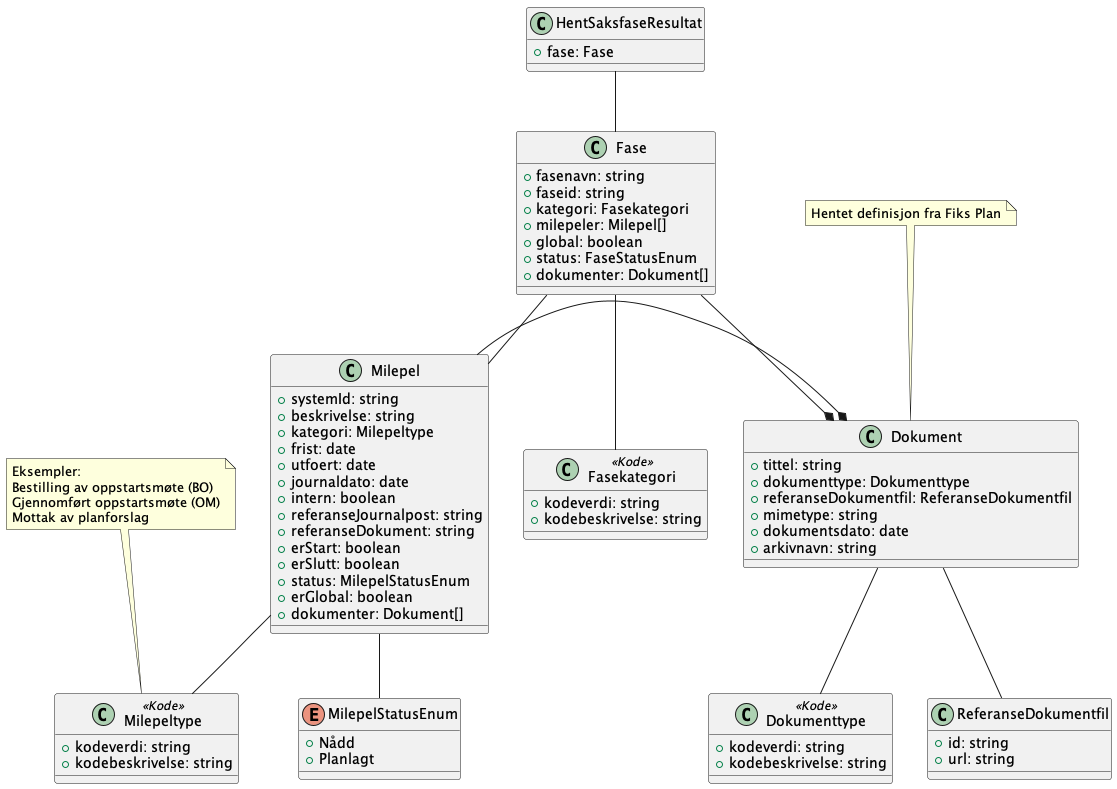 C HentSaksfaseResultat
fase: Fase
C Fase
fasenavn: string
faseid: string
kategori: Fasekategori
milepeler: Milepel[]
global: boolean
status: FaseStatusEnum
dokumenter: Dokument[]
Hentet definisjon fra Fiks Plan
C Milepel
systemId: string
beskrivelse: string
kategori: Milepeltype
frist: date
utfoert: date
journaldato: date
intern: boolean
referanseJournalpost: string
referanseDokument: string
erStart: boolean
erSlutt: boolean
status: MilepelStatusEnum
erGlobal: boolean
dokumenter: Dokument[]
C «Kode»
Fasekategori
kodeverdi: string
kodebeskrivelse: string
C Dokument
tittel: string
dokumenttype: Dokumenttype
referanseDokumentfil: ReferanseDokumentfil
mimetype: string
dokumentsdato: date
arkivnavn: string
Eksempler:
Bestilling av oppstartsmøte (BO)
Gjennomført oppstartsmøte (OM)
Mottak av planforslag
C «Kode»
Milepeltype
kodeverdi: string
kodebeskrivelse: string
E MilepelStatusEnum
Nådd
Planlagt
C «Kode»
Dokumenttype
kodeverdi: string
kodebeskrivelse: string
C ReferanseDokumentfil
id: string
url: string